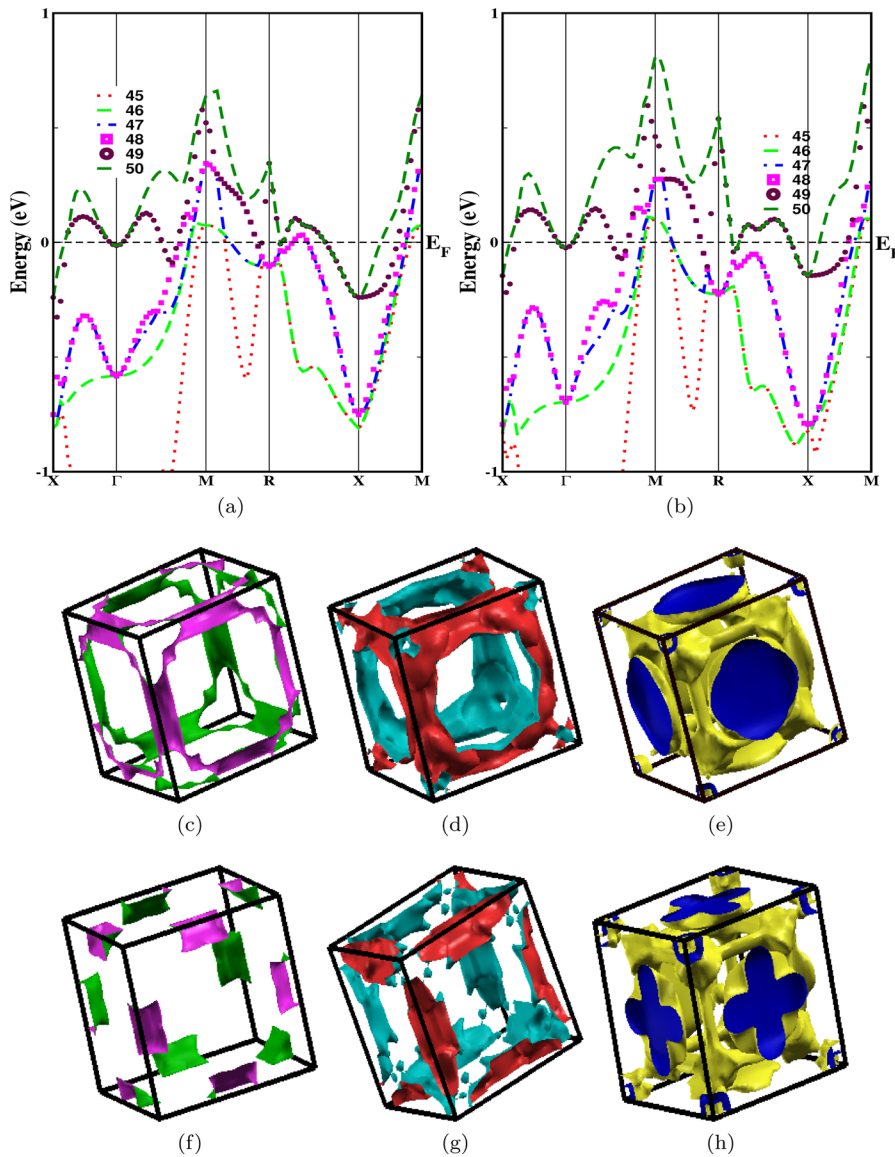 1
1
45
46
47
48
49
50
45
46
47
48
49
50
Energy (eV)
0
E_F
Energy (eV)
0
E_F
-1
X Γ M R X M
-1
X Γ M R X M
(a)
(b)
(c)
(d)
(e)
(f)
(g)
(h)